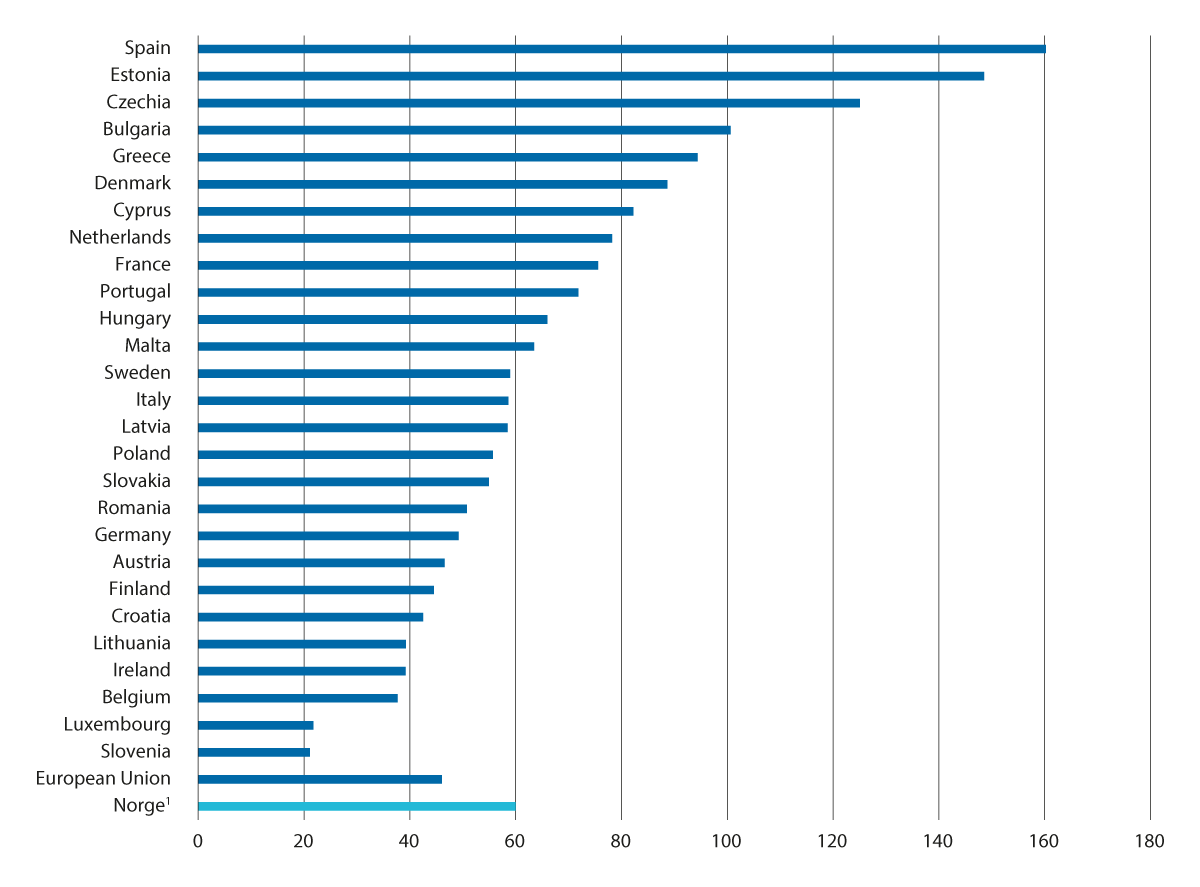 Spain
Estonia
Czechia
Bulgaria
Greece
Denmark
Cyprus
Netherlands
France
Portugal
Hungary
Malta
Sweden
Italy
Latvia
Poland
Slovakia
Romania
Germany
Austria
Finland
Croatia
Lithuania
Ireland
Belgium
Luxembourg
Slovenia
European Union
Norge¹
0 20 40 60 80 100 120 140 160 180